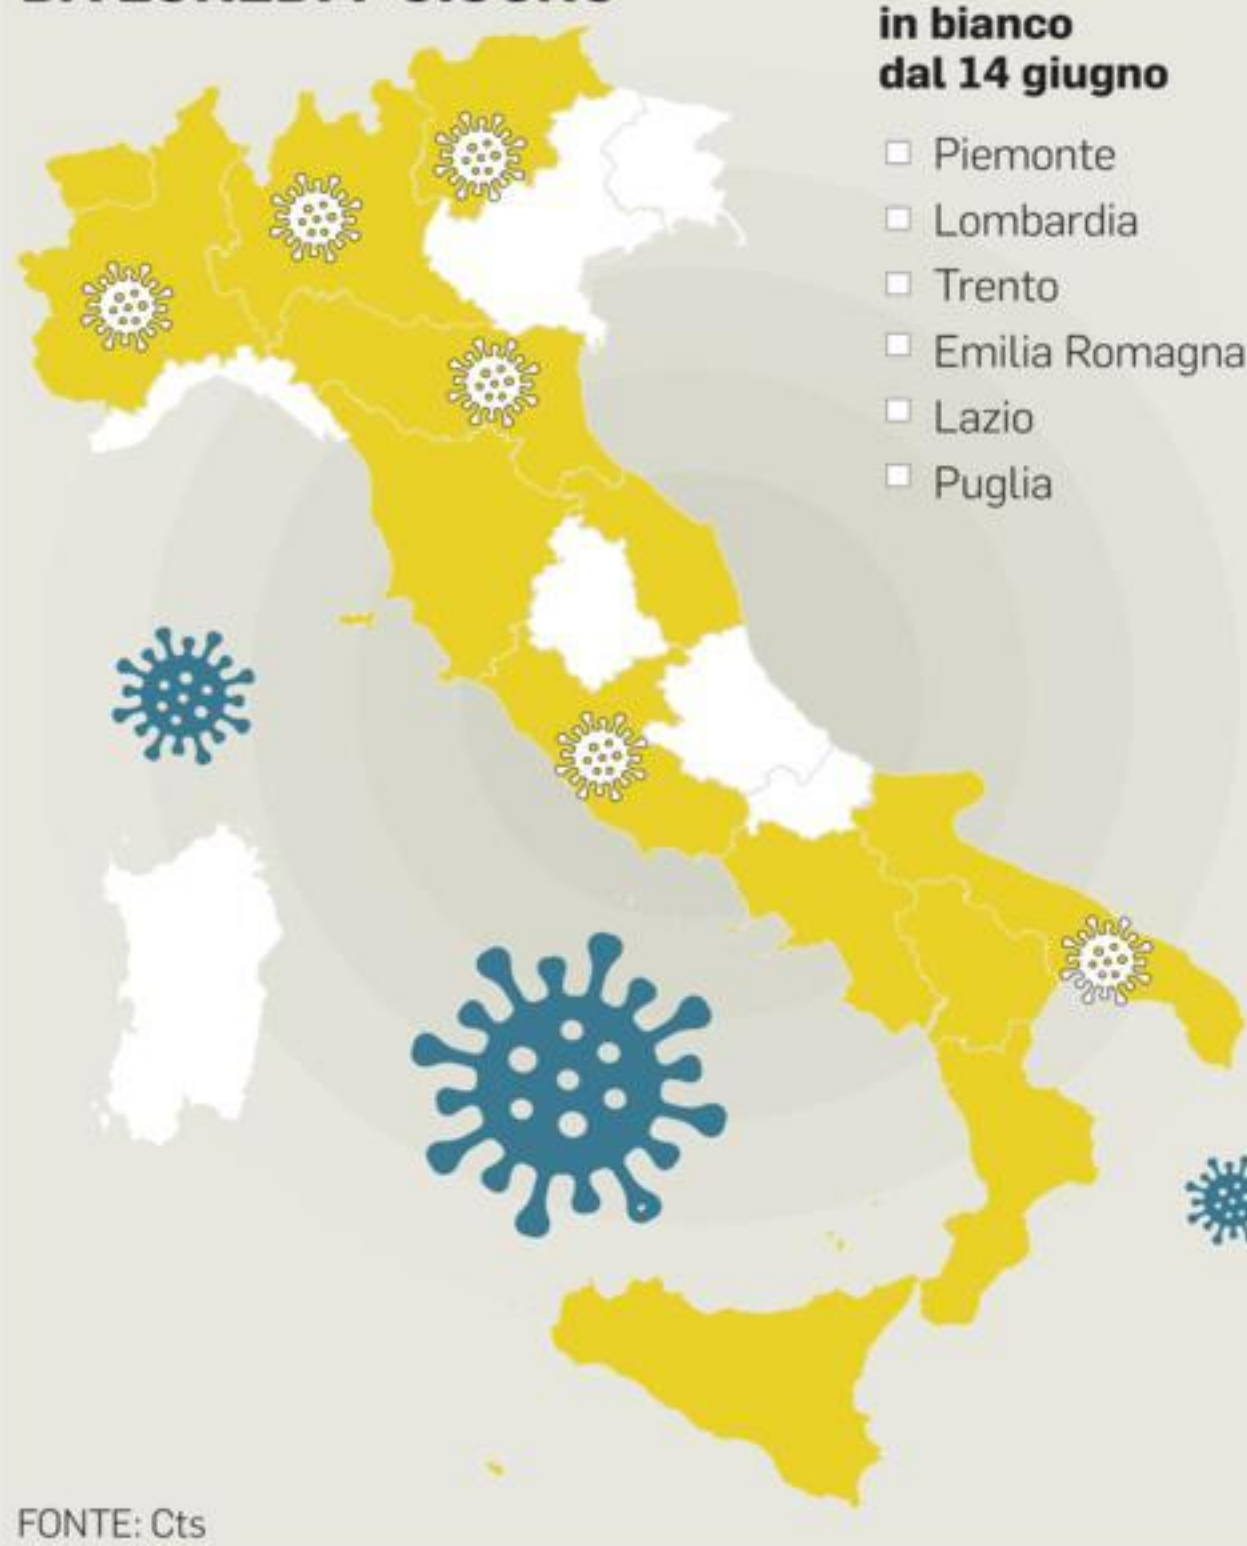 in bianco
dal 14 giugno
Piemonte
Lombardia
Trento
Emilia Romagna
Lazio
Puglia
FONTE: Cts